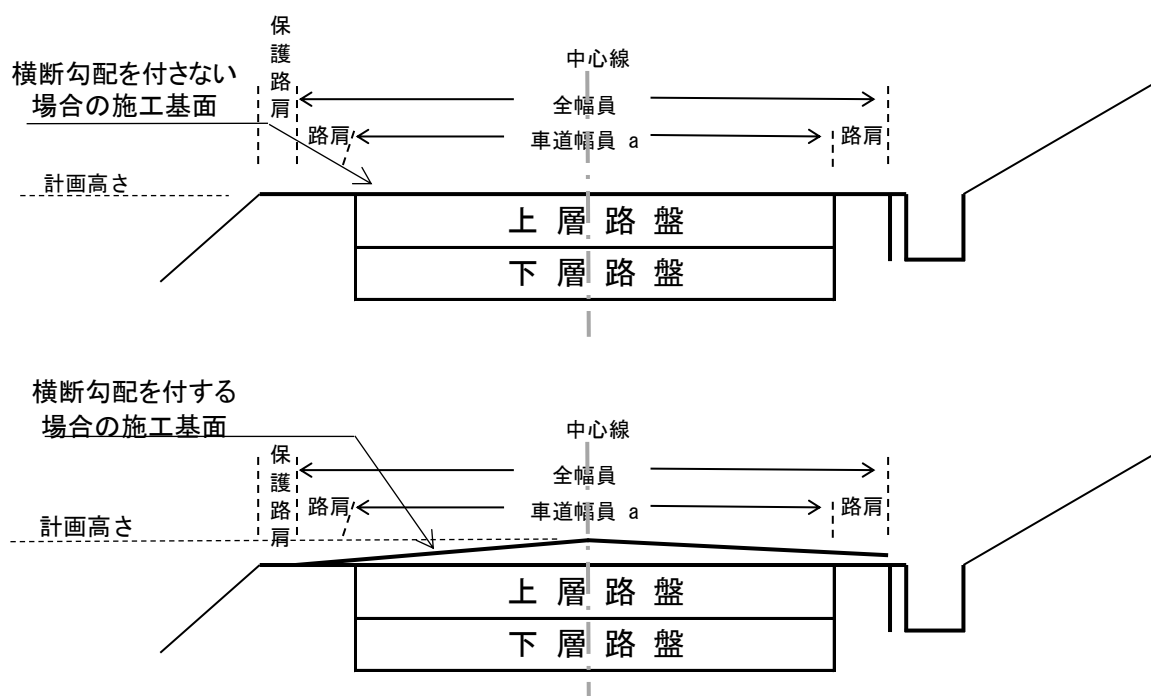 保護路肩
中心線
横断勾配を付さない
場合の施工基面
全幅員
路肩
車道幅員 a
路肩
計画高さ
上 層 路 盤
下 層 路 盤
横断勾配を付する
場合の施工基面
中心線
保護路肩
全幅員
路肩
車道幅員 a
路肩
計画高さ
上 層 路 盤
下 層 路 盤